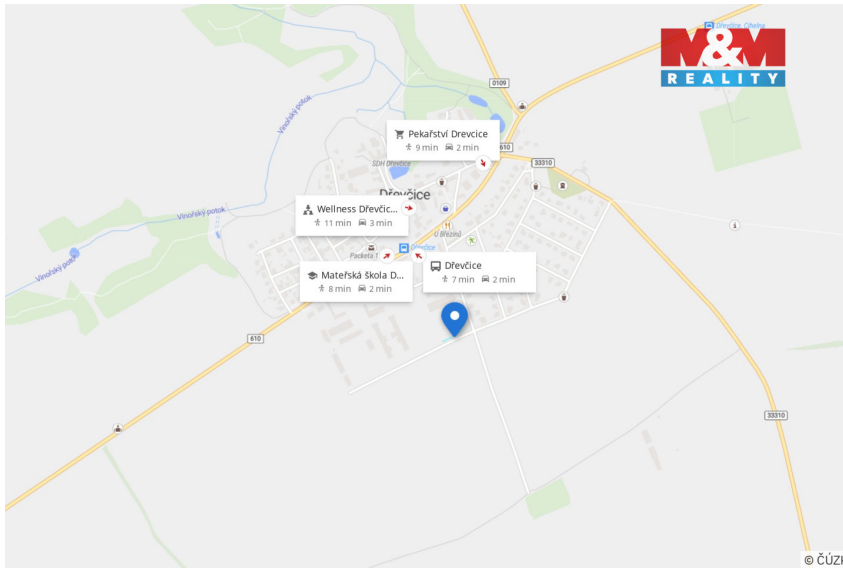 Dřevčice, Cihelna
M&M
REALITY
0109
Vinořský potok
Pekařství Drevcice
9 min 2 min
610
SDH Dřevčice
33310
Dřevčice
Wellness Dřevčic...
11 min 3 min
Vinořský potok
U Březinů
Dřevčice
Packeta 1
Vinořský potok
Mateřská škola D...
8 min 2 min
Dřevčice
7 min 2 min
610
33310
© ČÚZK